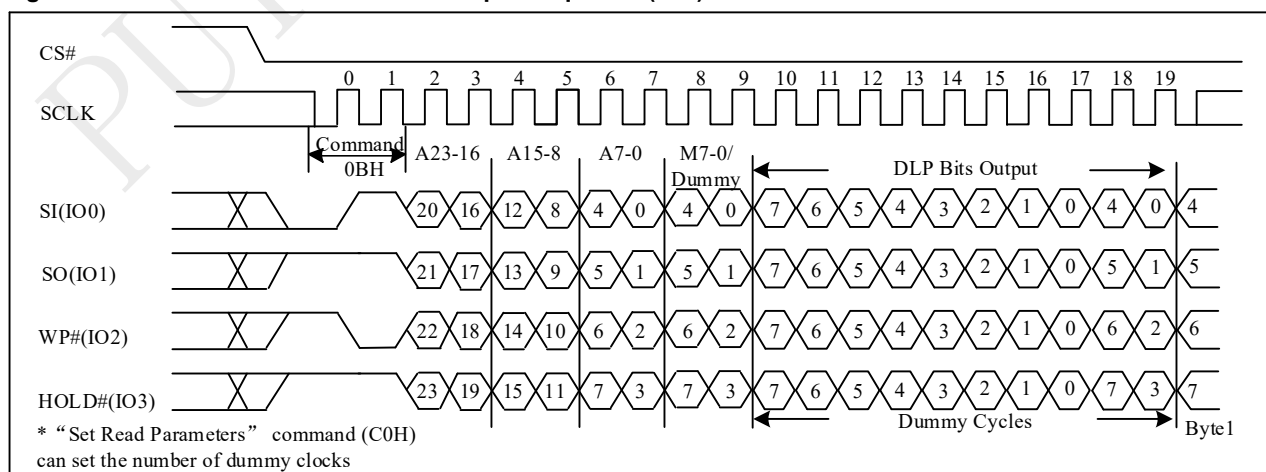 CS#
0 1 2 3 4 5 6 7 8 9 10 11 12 13 14 15 16 17 18 19
SCLK
Command
0BH
A23-16 A15-8 A7-0 M7-0/
Dummy
DLP Bits Output
SI(IO0) 20 16 12 8 4 0 4 0 7 6 5 4 3 2 1 0 4 0 4
SO(IO1) 21 17 13 9 5 1 5 1 7 6 5 4 3 2 1 0 5 1 5
WP#(IO2) 22 18 14 10 6 2 6 2 7 6 5 4 3 2 1 0 6 2 6
HOLD#(IO3) 23 19 15 11 7 3 7 3 7 6 5 4 3 2 1 0 7 3 7
Dummy Cycles Byte1
* “Set Read Parameters” command (C0H)
can set the number of dummy clocks